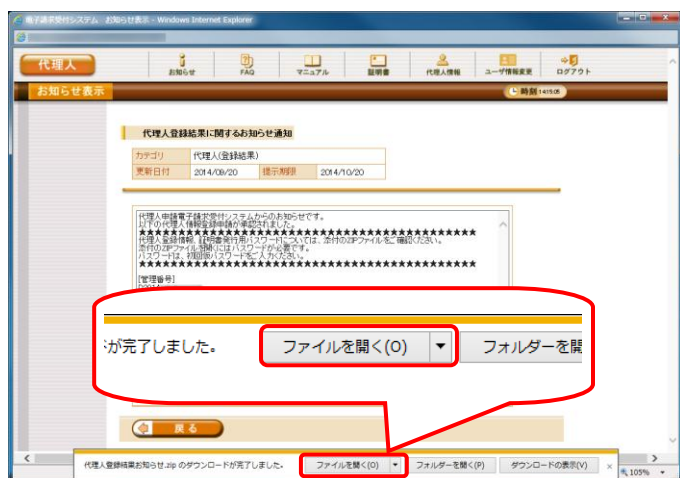 電子請求受付システム お知らせ表示 - Windows Internet Explorer
代理人
お知らせ
FAQ
マニュアル
証明書
代理人情報
ユーザ情報変更
ログアウト
お知らせ表示
時刻 14:15:05
代理人登録結果に関するお知らせ通知
カテゴリ 代理人(登録結果)
更新日付 2014/09/20 掲示期限 2014/10/20
代理人申請電子請求受付システムからのお知らせです。
以下の代理人情報登録申請が承認されました。
★★★★★★★★★★★★★★★★★★★★★★★★★★★★★★★★★★★★★★★★
代理人登録情報、証明書発行用パスワードについては、添付のZIPファイルをご確認ください。
添付のZIPファイルを開くにはパスワードが必要です。
パスワードは、初回仮パスワードをご入力ください。
★★★★★★★★★★★★★★★★★★★★★★★★★★★★★★★★★★★★★★★★
[管理番号]
ドが完了しました。
ファイルを開く(O) ▼
フォルダーを開
戻る
代理人登録結果お知らせ.zip のダウンロードが完了しました。
ファイルを開く(O) ▼
フォルダーを開く(P)
ダウンロードの表示(V)
×
105%